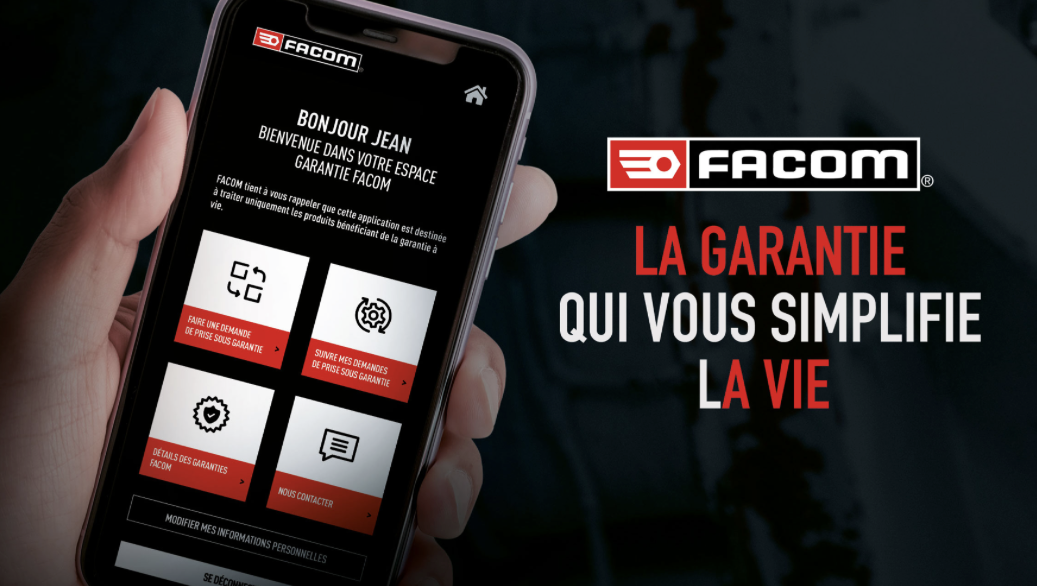 FACOM
BONJOUR JEAN
BIENVENUE DANS VOTRE ESPACE
GARANTIE FACOM
FACOM tient à vous rappeler que cette application est destinée
à traiter uniquement les produits bénéficiant de la garantie à
vie.
FAIRE UNE DEMANDE
DE PRISE SOUS GARANTIE >
SUIVRE MES DEMANDES
DE PRISE SOUS GARANTIE >
DÉTAILS DES GARANTIES
FACOM >
NOUS CONTACTER >
MODIFIER MES INFORMATIONS PERSONNELLES
SE
FACOM®
LA GARANTIE
QUI VOUS SIMPLIFIE
LA VIE